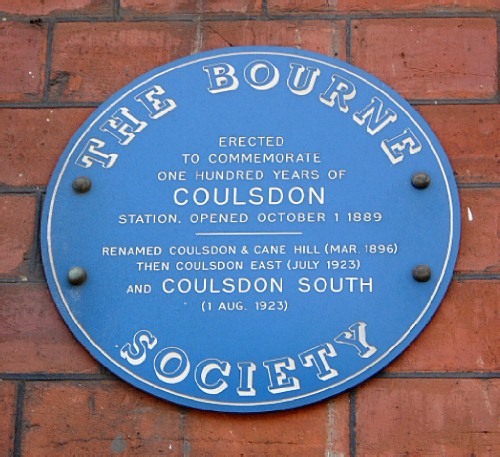 THE BOURNE
ERECTED
TO COMMEMORATE
ONE HUNDRED YEARS OF
COULSDON
STATION. OPENED OCTOBER 1 1889
RENAMED COULSDON & CANE HILL (MAR. 1896)
THEN COULSDON EAST (JULY 1923)
AND COULSDON SOUTH
(1 AUG. 1923)
SOCIETY